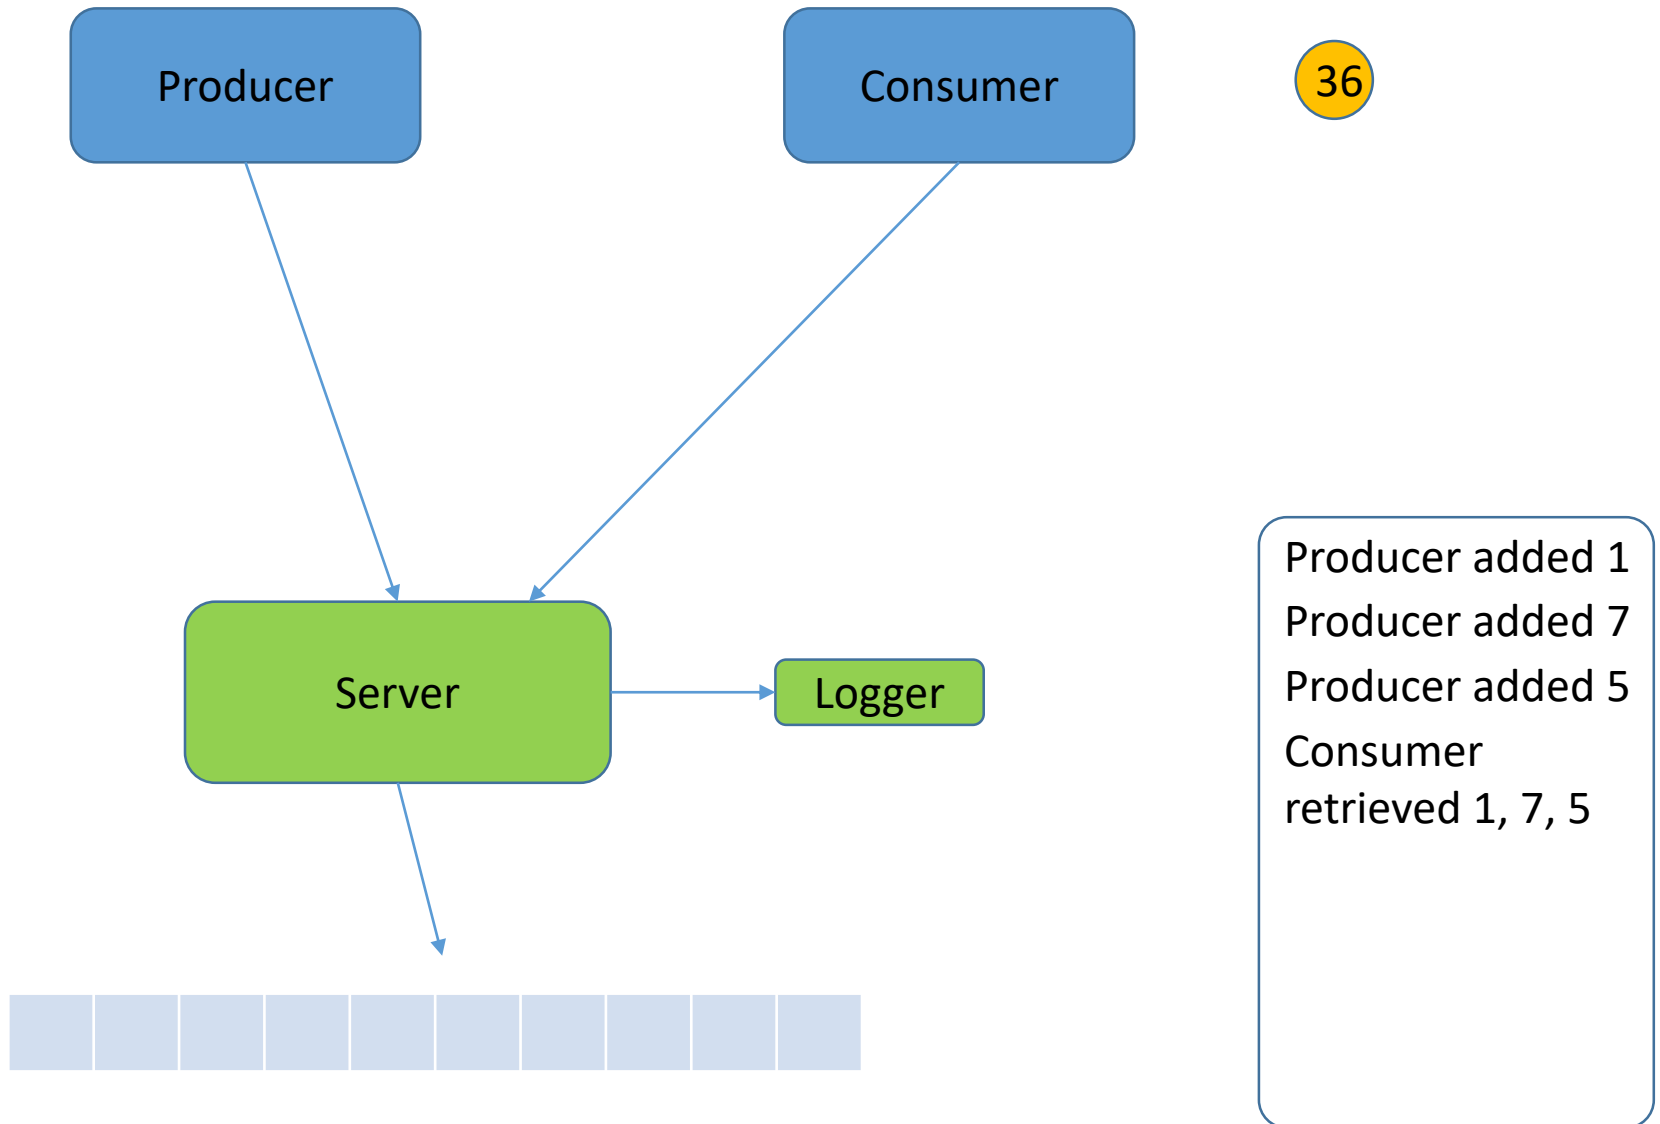 Producer
Consumer
36
Server
Logger
Producer added 1
Producer added 7
Producer added 5
Consumer
retrieved 1, 7, 5